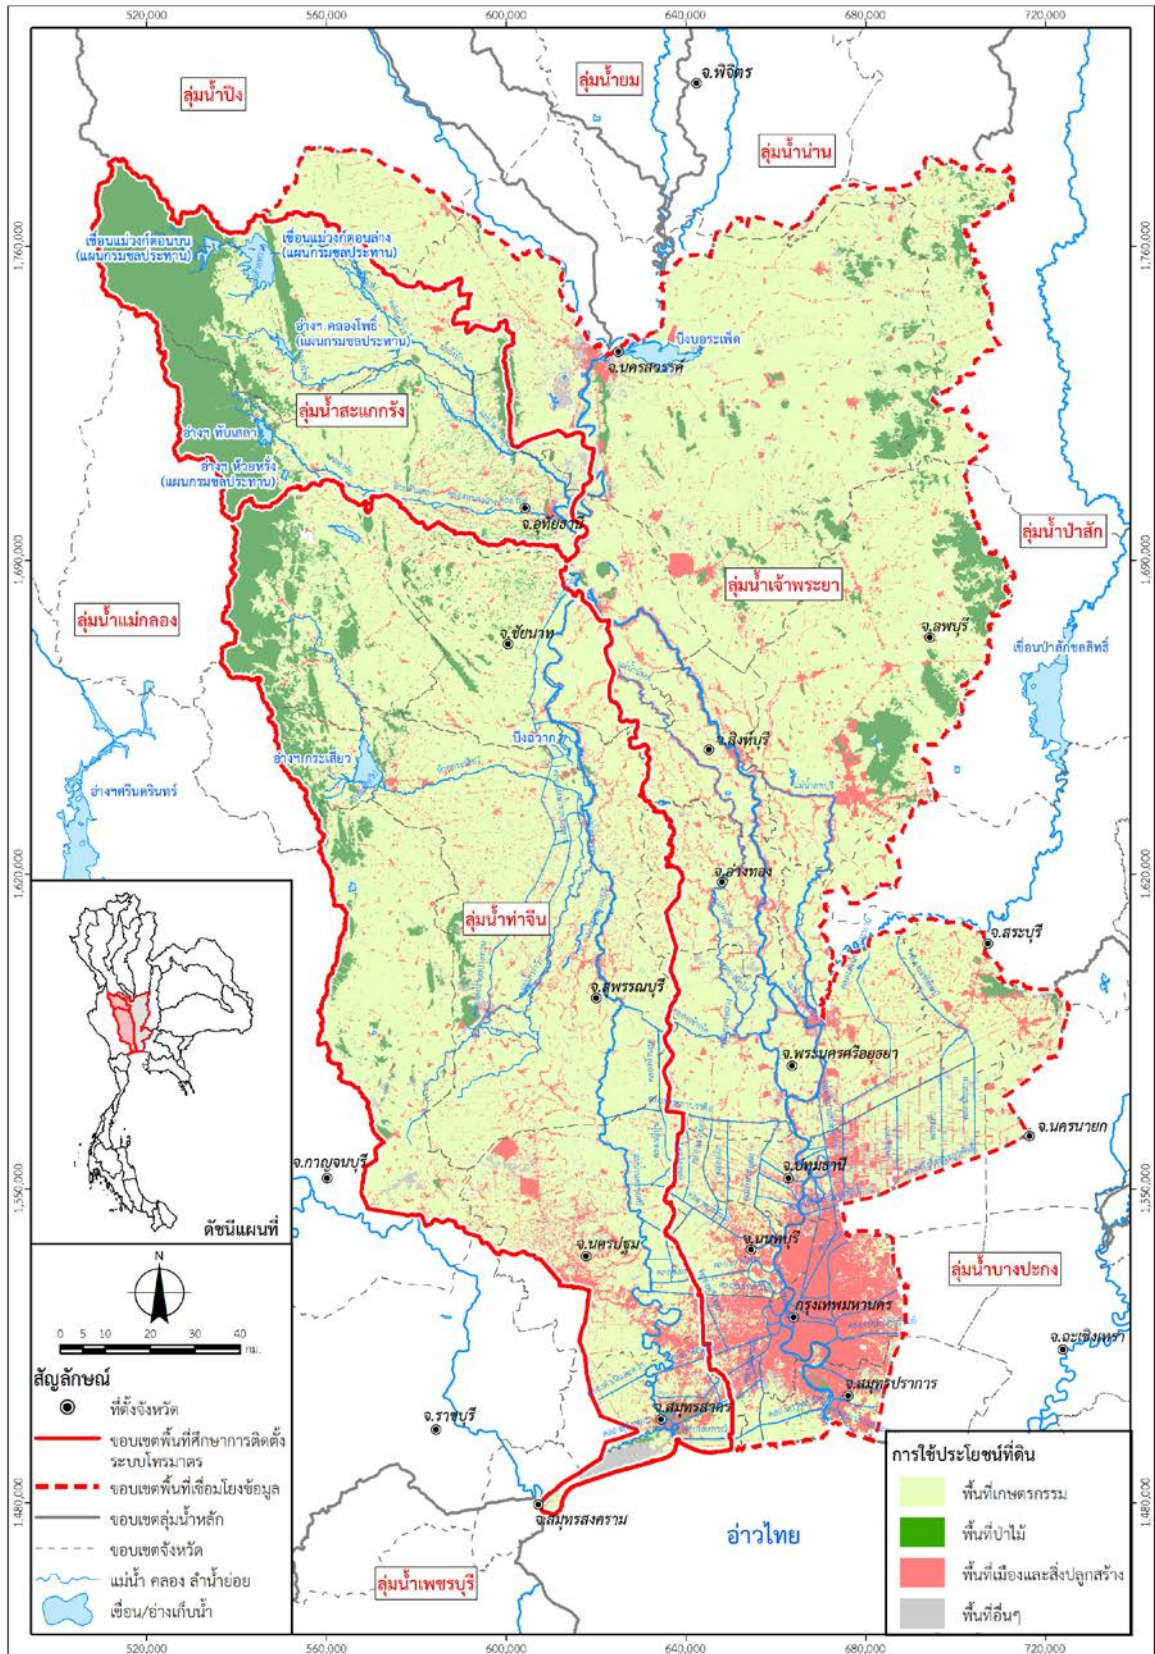 520,000 560,000 600,000 640,000 680,000 720,000
ลุ่มน้ำปิง
ลุ่มน้ำยม
จ.พิจิตร
ลุ่มน้ำน่าน
1,760,000
1,760,000
เขื่อนแม่วงก์ตอนบน
(แผนกรมชลประทาน)
เขื่อนแม่วงก์ตอนล่าง
(แผนกรมชลประทาน)
อ่างฯ คลองโพธิ์
(แผนกรมชลประทาน)
บึงบอระเพ็ด
จ.นครสวรรค์
ลุ่มน้ำสะแกกรัง
อ่างฯ ทับเสลา
อ่างฯ ห้วยหรั่ง
(แผนกรมชลประทาน)
จ.อุทัยธานี
ลุ่มน้ำป่าสัก
1,690,000
1,690,000
ลุ่มน้ำเจ้าพระยา
ลุ่มน้ำแม่กลอง
จ.ชัยนาท
จ.ลพบุรี
เขื่อนป่าสักชลสิทธิ์
บึงฉวาก
จ.สิงห์บุรี
อ่างฯ กระเสียว
อ่างฯศรีนครินทร์
แม่น้ำลพบุรี
1,620,000
1,620,000
จ.อ่างทอง
ลุ่มน้ำท่าจีน
จ.สระบุรี
จ.สุพรรณบุรี
จ.พระนครศรีอยุธยา
จ.นครนายก
จ.กาญจนบุรี
จ.ปทุมธานี
1,550,000
1,550,000
ดัชนีแผนที่
จ.นครปฐม
จ.นนทบุรี
ลุ่มน้ำบางปะกง
N
กรุงเทพมหานคร
จ.ฉะเชิงเทรา
0 5 10 20 30 40
กม.
สัญลักษณ์
จ.สมุทรปราการ
ที่ตั้งจังหวัด
จ.ราชบุรี
จ.สมุทรสาคร
ขอบเขตพื้นที่ศึกษาการติดตั้ง
ระบบโทรมาตร
ขอบเขตพื้นที่เชื่อมโยงข้อมูล
ขอบเขตลุ่มน้ำหลัก
ขอบเขตจังหวัด
แม่น้ำ คลอง ลำน้ำย่อย
เขื่อน/อ่างเก็บน้ำ
การใช้ประโยชน์ที่ดิน
พื้นที่เกษตรกรรม
พื้นที่ป่าไม้
พื้นที่เมืองและสิ่งปลูกสร้าง
พื้นที่อื่นๆ
1,480,000
1,480,000
จ.สมุทรสงคราม
อ่าวไทย
ลุ่มน้ำเพชรบุรี
520,000 560,000 600,000 640,000 680,000 720,000